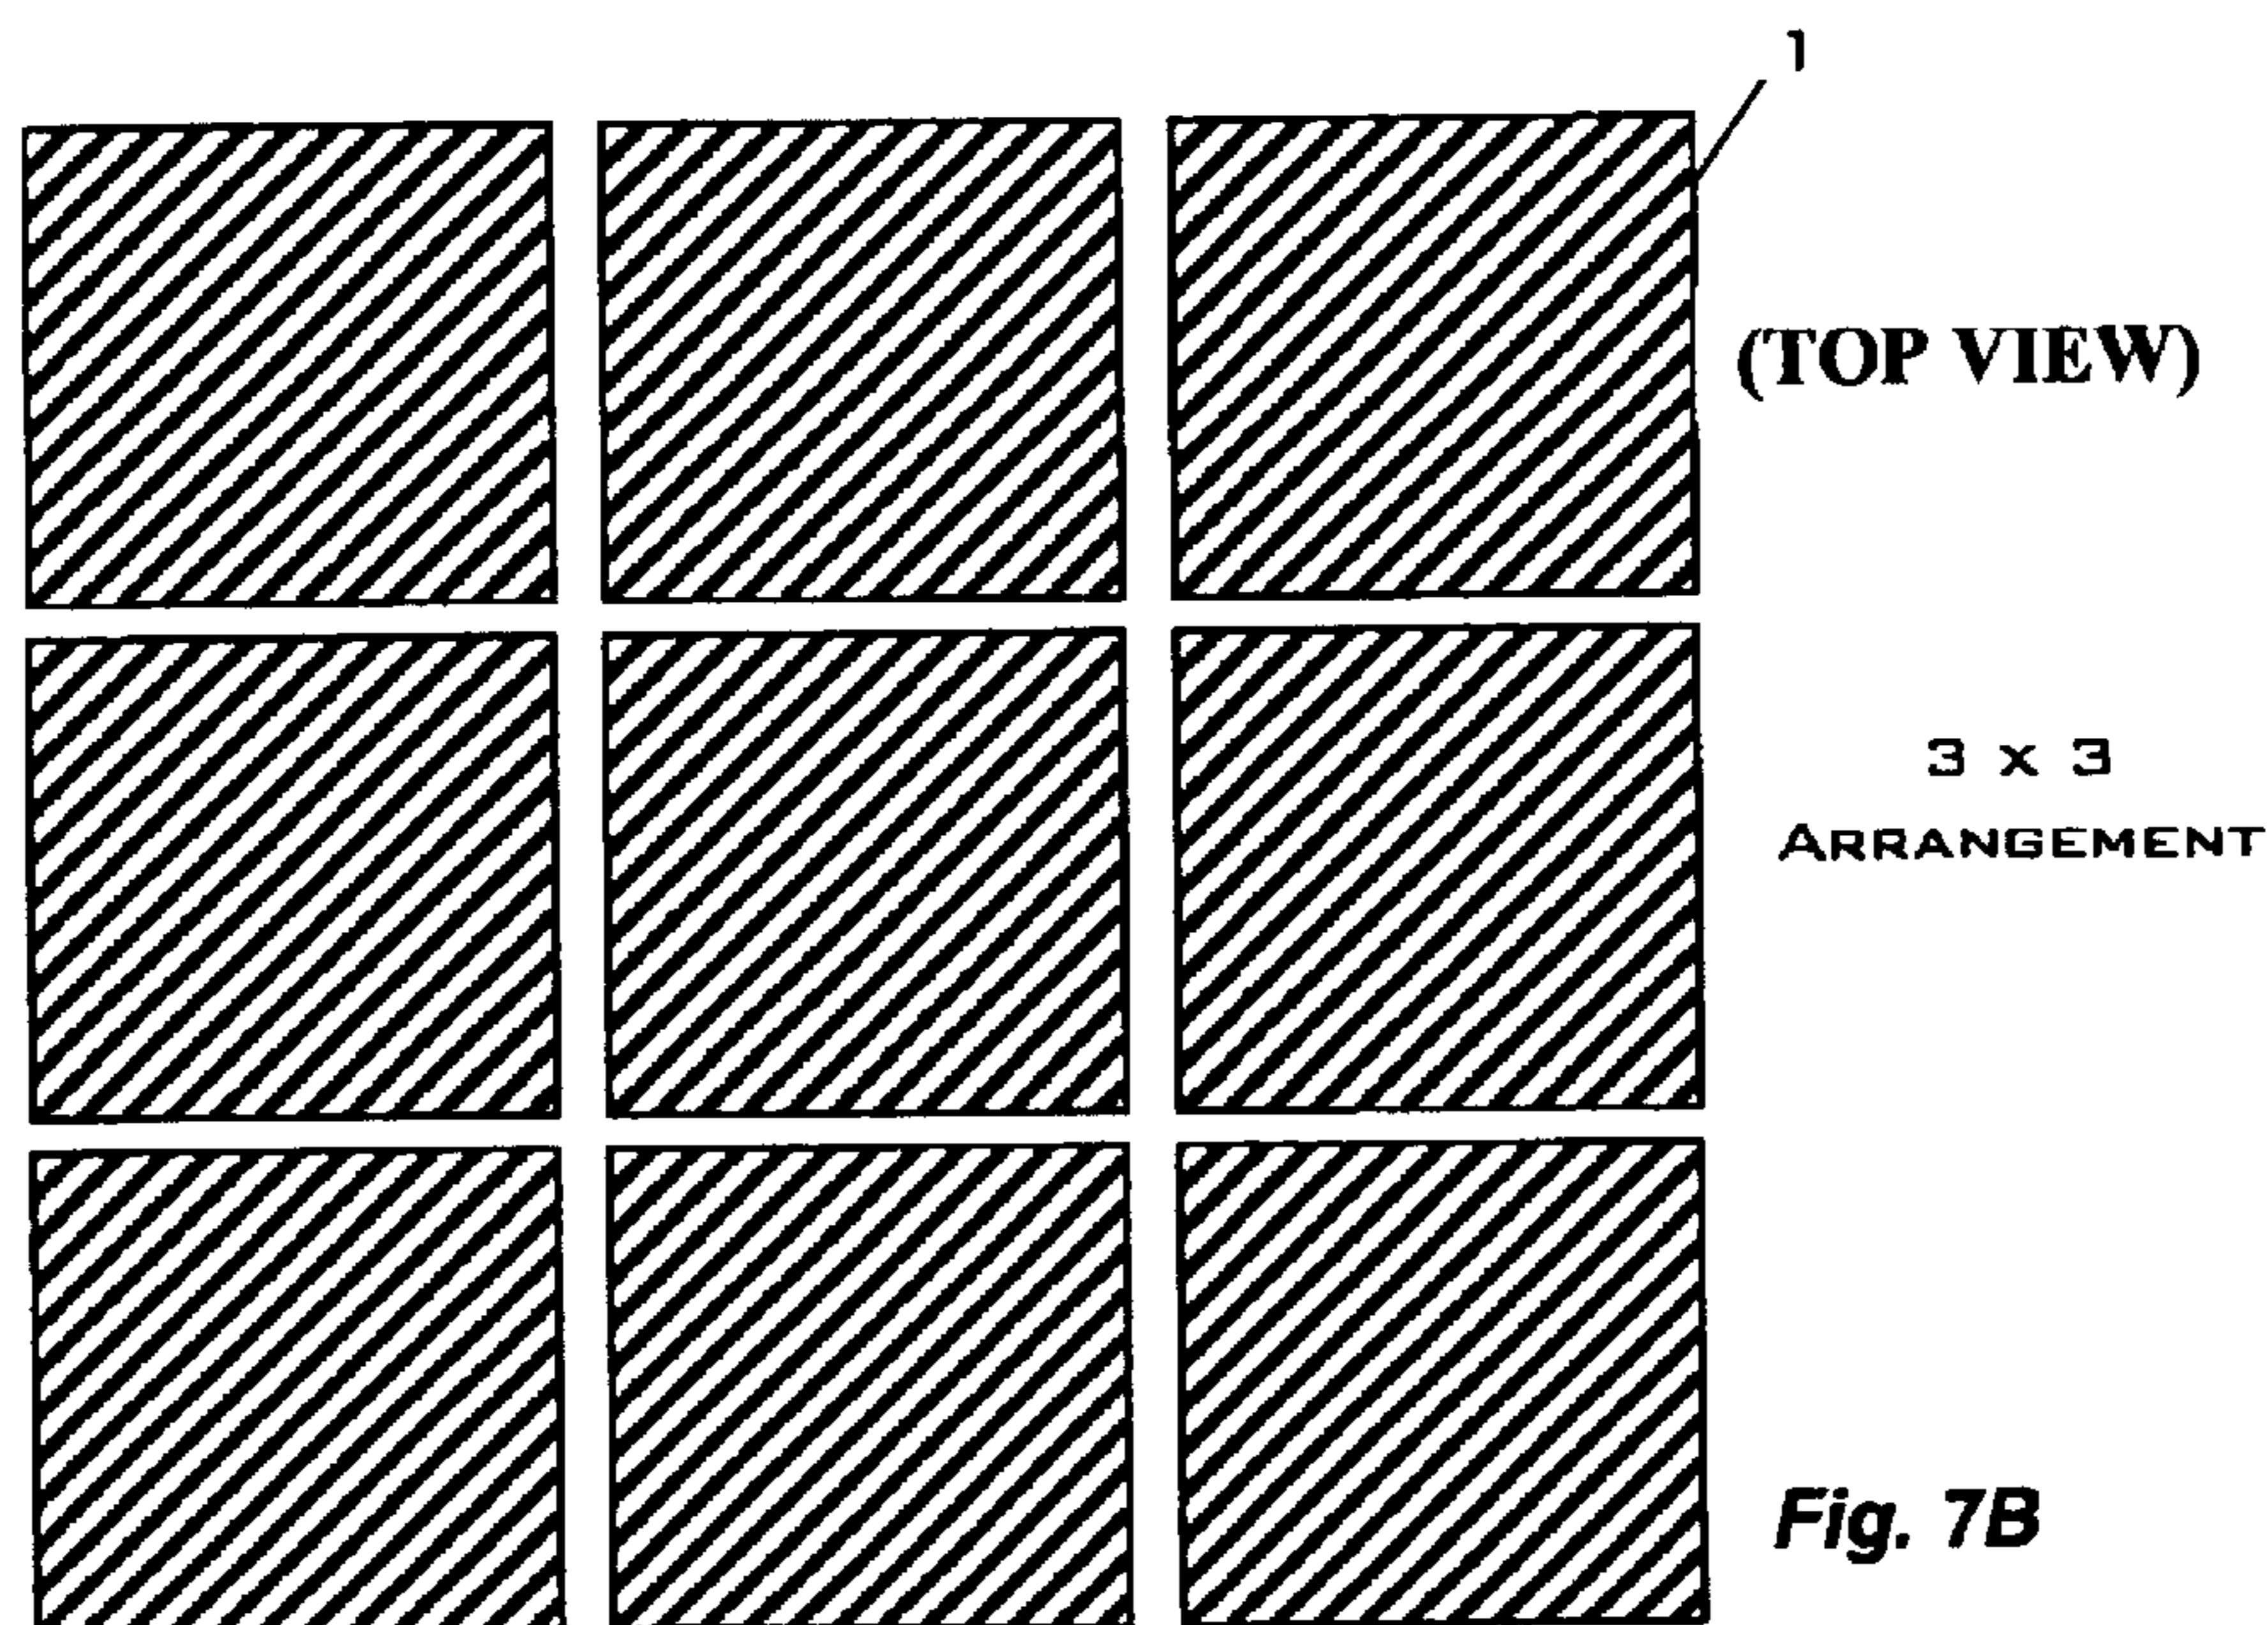 1
(TOP VIEW)
3 x 3
ARRANGEMENT
Fig. 7B